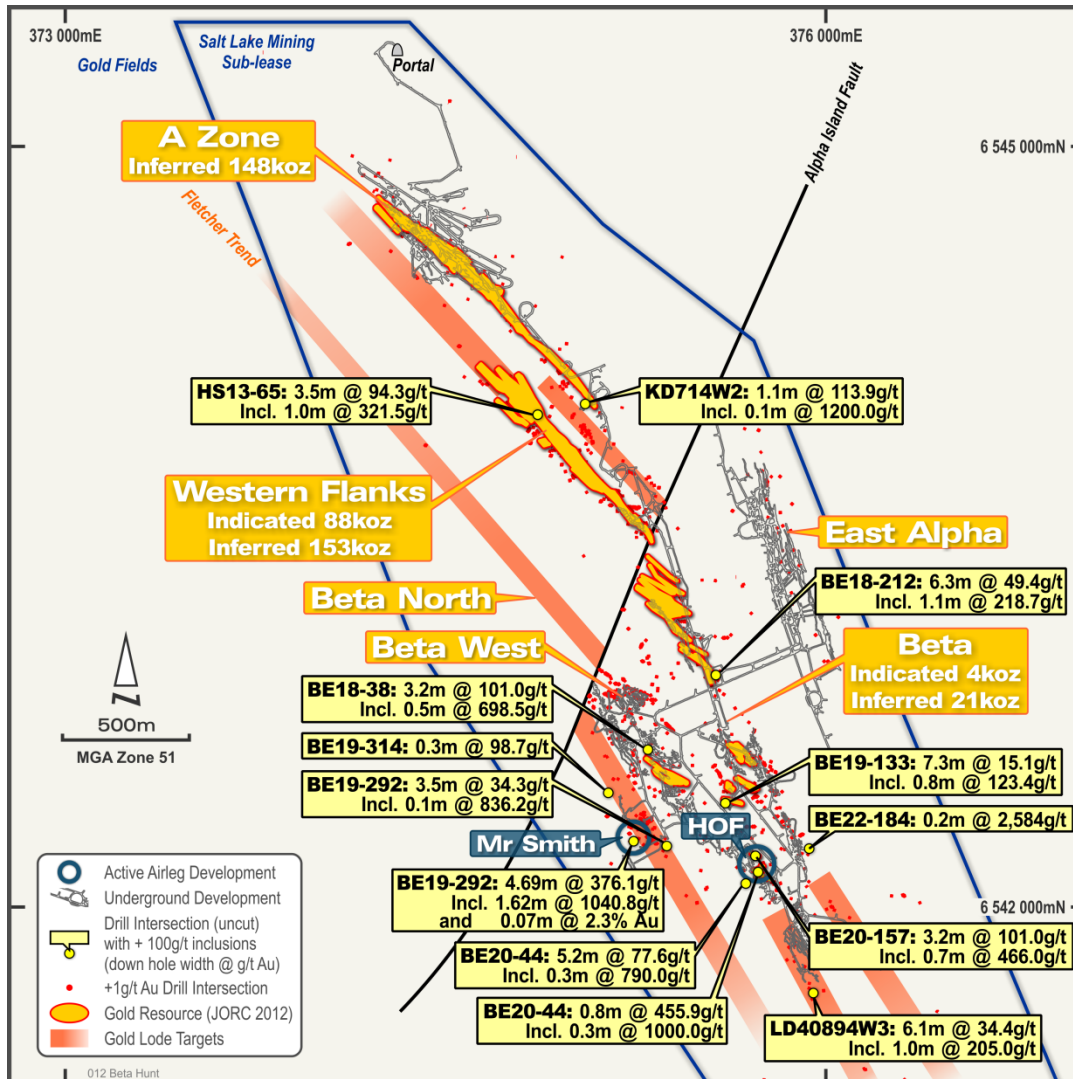 373 000mE
376 000mE
Salt Lake Mining
Sub-lease
Gold Fields
Portal
Alpha Island Fault
6 545 000mN
A Zone
Inferred 148koz
Fletcher Trend
HS13-65: 3.5m @ 94.3g/t
Incl. 1.0m @ 321.5g/t
KD714W2: 1.1m @ 113.9g/t
Incl. 0.1m @ 1200.0g/t
Western Flanks
Indicated 88koz
Inferred 153koz
East Alpha
BE18-212: 6.3m @ 49.4g/t
Incl. 1.1m @ 218.7g/t
Beta North
Beta West
Beta
Indicated 4koz
Inferred 21koz
N
500m
MGA Zone 51
BE18-38: 3.2m @ 101.0g/t
Incl. 0.5m @ 698.5g/t
BE19-314: 0.3m @ 98.7g/t
BE19-292: 3.5m @ 34.3g/t
Incl. 0.1m @ 836.2g/t
BE19-133: 7.3m @ 15.1g/t
Incl. 0.8m @ 123.4g/t
BE22-184: 0.2m @ 2,584g/t
HOF
Mr Smith
BE19-292: 4.69m @ 376.1g/t
Incl. 1.62m @ 1040.8g/t
and 0.07m @ 2.3% Au
6 542 000mN
BE20-157: 3.2m @ 101.0g/t
Incl. 0.7m @ 466.0g/t
BE20-44: 5.2m @ 77.6g/t
Incl. 0.3m @ 790.0g/t
BE20-44: 0.8m @ 455.9g/t
Incl. 0.3m @ 1000.0g/t
LD40894W3: 6.1m @ 34.4g/t
Incl. 1.0m @ 205.0g/t
Active Airleg Development
Underground Development
Drill Intersection (uncut)
with + 100g/t inclusions
(down hole width @ g/t Au)
+1g/t Au Drill Intersection
Gold Resource (JORC 2012)
Gold Lode Targets
012 Beta Hunt